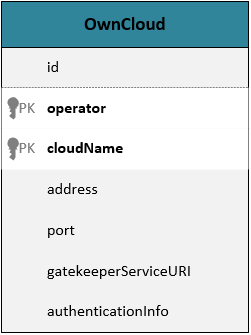 OwnCloud
id
PK operator
PK cloudName
address
port
gatekeeperServiceURI
authenticationInfo